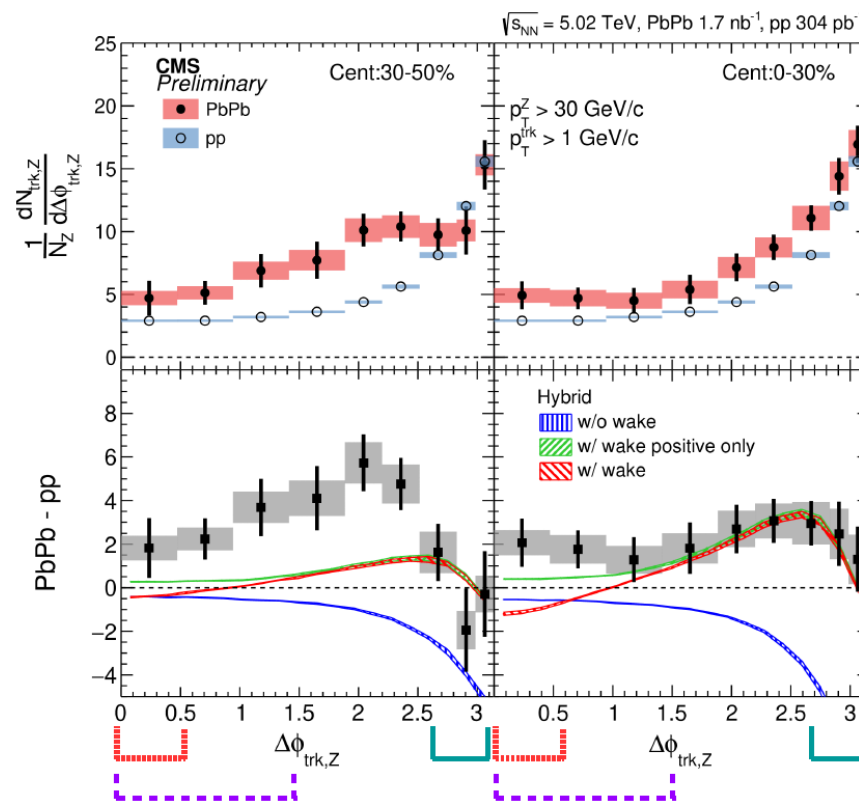 √s_NN = 5.02 TeV, PbPb 1.7 nb⁻¹, pp 304 pb⁻
CMS
Preliminary
PbPb
pp
Cent:30-50%
Cent:0-30%
p_T^Z > 30 GeV/c
p_T^trk > 1 GeV/c
1/N_Z dN_trk,Z/dΔϕ_trk,Z
25
20
15
10
5
0
Hybrid
w/o wake
w/ wake positive only
w/ wake
PbPb - pp
8
6
4
2
0
−2
−4
0 0.5 1 1.5 2 2.5 3 0.5 1 1.5 2 2.5 3
Δϕ_trk,Z Δϕ_trk,Z